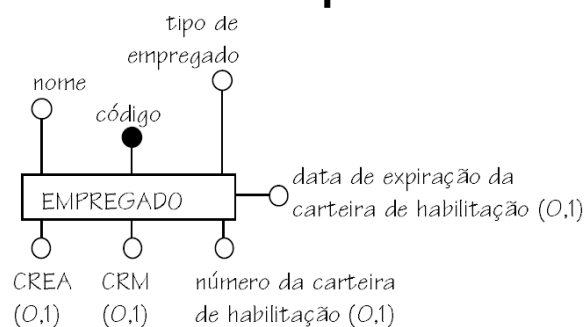 tipo de
empregado
nome
código
EMPREGADO
data de expiração da
carteira de habilitação (0,1)
CREA
(0,1)
CRM
(0,1)
número da carteira
de habilitação (0,1)